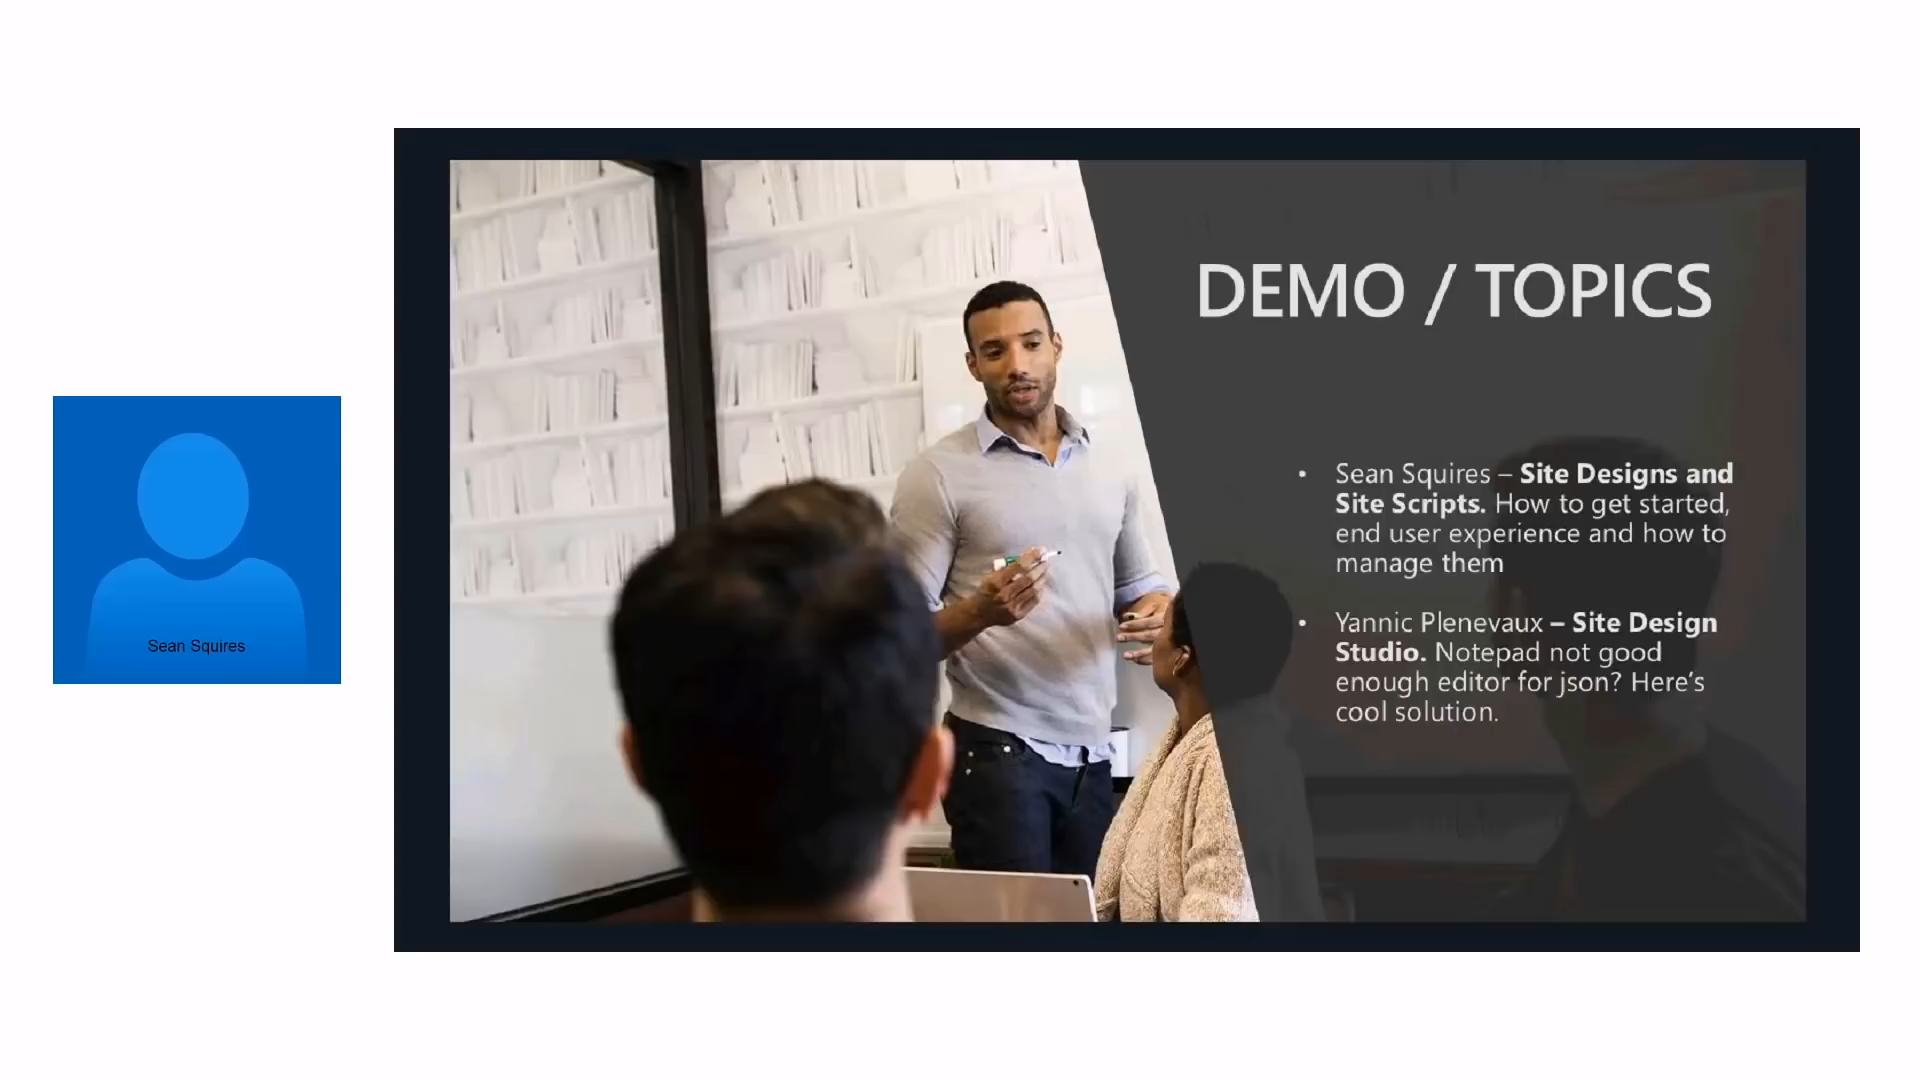 Sean Squires
DEMO / TOPICS
• Sean Squires – Site Designs and
Site Scripts. How to get started,
end user experience and how to
manage them
• Yannic Plenevaux – Site Design
Studio. Notepad not good
enough editor for json? Here’s
cool solution.